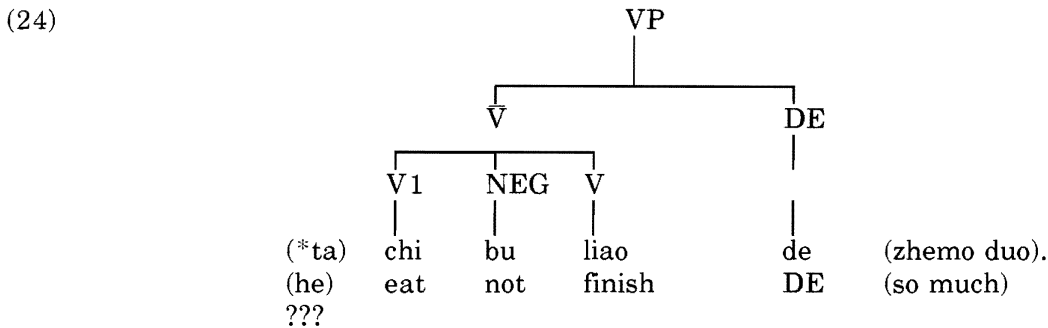 (24) VP
V̅ DE
V1 NEG V
(*ta) chi bu liao de (zhemo duo).
(he) eat not finish DE (so much)
???